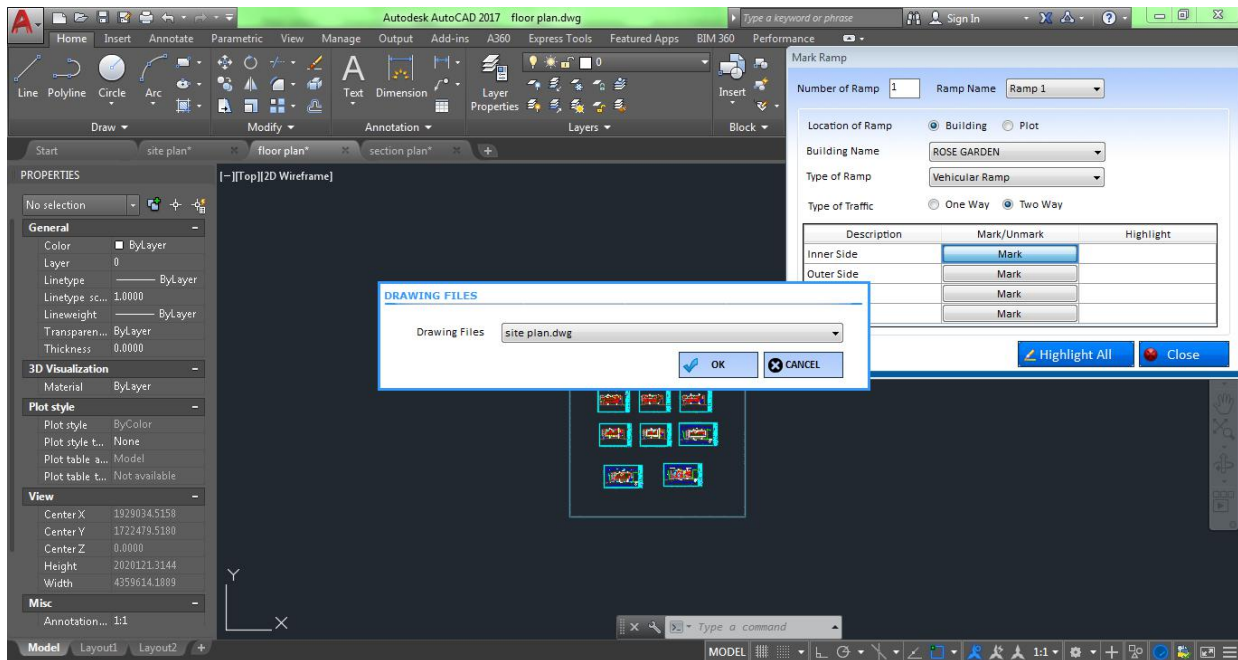 Autodesk AutoCAD 2017 floor plan.dwg
Type a keyword or phrase
Sign In
Home Insert Annotate Parametric View Manage Output Add-ins A360 Express Tools Featured Apps BIM 360 Performance
Line Polyline Circle Arc
Text Dimension
Layer Properties
0
Insert
Draw Modify Annotation Layers Block
Start site plan* floor plan* section plan*
PROPERTIES
[−][Top][2D Wireframe]
No selection
General
Color ByLayer
Layer 0
Linetype ByLayer
Linetype sc... 1.0000
Lineweight ByLayer
Transparen... ByLayer
Thickness 0.0000
3D Visualization
Material ByLayer
Plot style
Plot style ByColor
Plot style t... None
Plot table a... Model
Plot table t... Not available
View
Center X 1929034.5158
Center Y 1722479.5180
Center Z 0.0000
Height 2020121.3144
Width 4359614.1809
Misc
Annotation... 1:1
Mark Ramp
Number of Ramp 1 Ramp Name Ramp 1
Location of Ramp Building Plot
Building Name ROSE GARDEN
Type of Ramp Vehicular Ramp
Type of Traffic One Way Two Way
Description Mark/Unmark Highlight
Inner Side Mark
Outer Side Mark
Mark
Mark
Highlight All Close
DRAWING FILES
Drawing Files site plan.dwg
OK CANCEL
Y
X
Type a command
Model Layout1 Layout2 +
MODEL 1:1